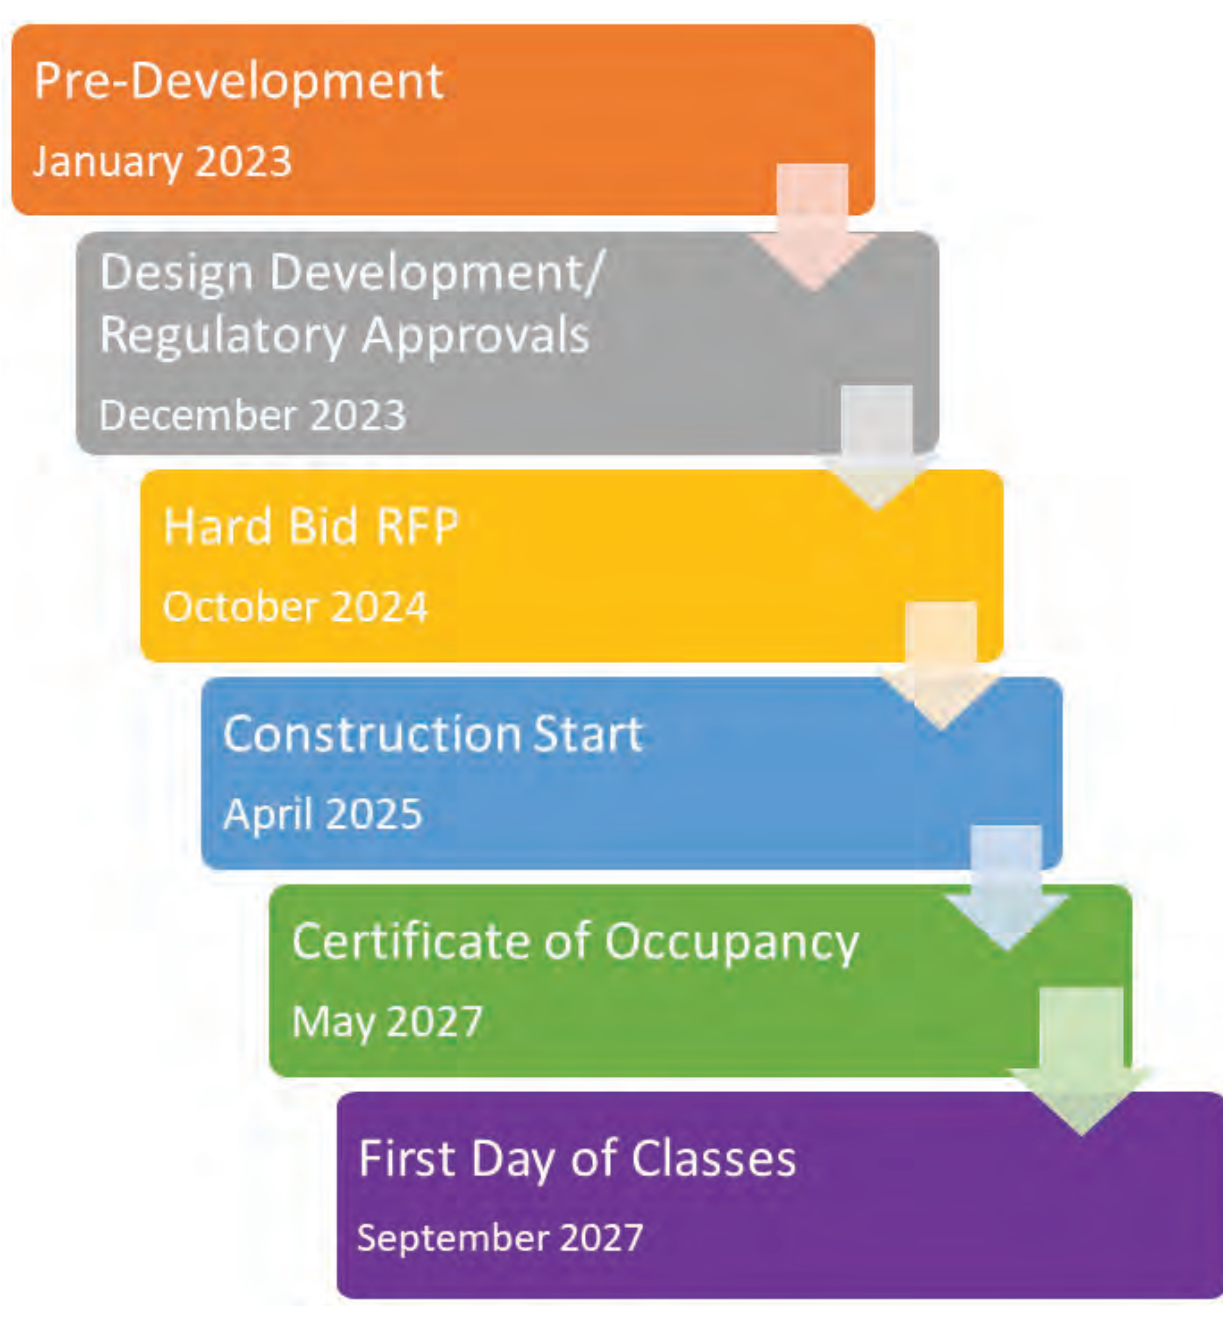 Pre-Development
January 2023
Design Development/
Regulatory Approvals
December 2023
Hard Bid RFP
October 2024
Construction Start
April 2025
Certificate of Occupancy
May 2027
First Day of Classes
September 2027